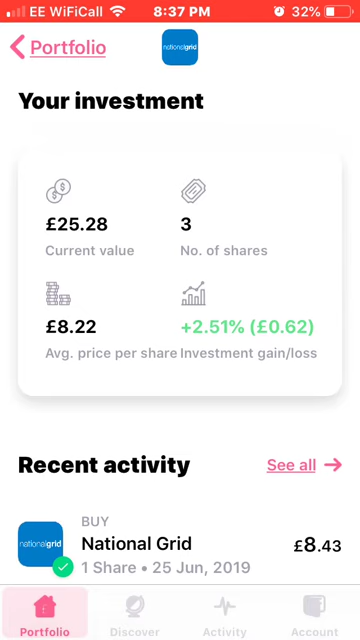 EE WiFiCall 8:37 PM 32%
Portfolio
nationalgrid
Your investment
£25.28 3
Current value No. of shares
£8.22 +2.51% (£0.62)
Avg. price per share Investment gain/loss
Recent activity See all
BUY
nationalgrid National Grid £8.43
1 Share • 25 Jun, 2019
Portfolio Discover Activity Account